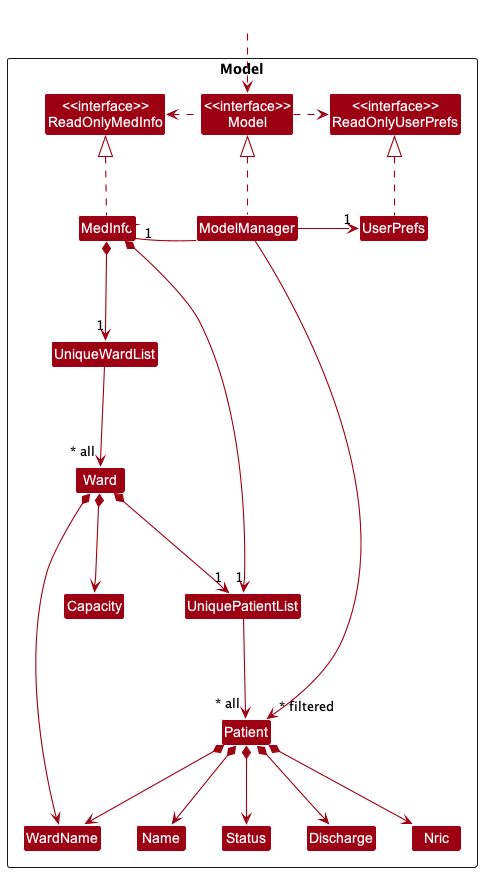 Model
<<interface>>
ReadOnlyMedInfo
<<interface>>
Model
<<interface>>
ReadOnlyUserPrefs
MedInfo
1
ModelManager
1
UserPrefs
1
UniqueWardList
* all
Ward
1
1
Capacity
UniquePatientList
* all
* filtered
Patient
WardName
Name
Status
Discharge
Nric